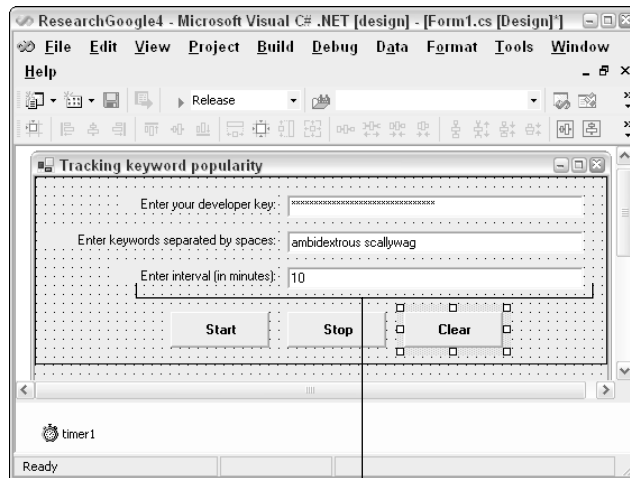 ResearchGoogle4 - Microsoft Visual C# .NET [design] - [Form1.cs [Design]*]
File Edit View Project Build Debug Data Format Tools Window
Help
Release
Tracking keyword popularity
Enter your developer key: ********************************
Enter keywords separated by spaces: ambidextrous scallywag
Enter interval (in minutes): 10
Start Stop Clear
timer1
Ready